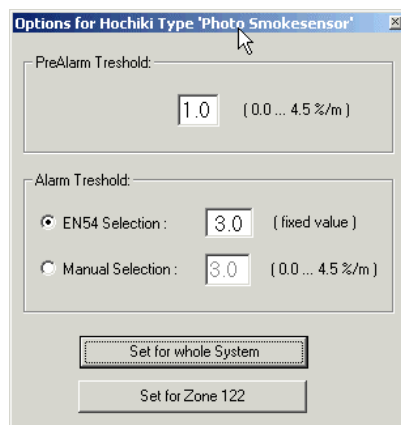 Options for Hochiki Type 'Photo Smokesensor'
PreAlarm Treshold:
1.0 ( 0.0 ... 4.5 %/m )
Alarm Treshold:
EN54 Selection : 3.0 ( fixed value )
Manual Selection : 3.0 ( 0.0 ... 4.5 %/m )
Set for whole System
Set for Zone 122